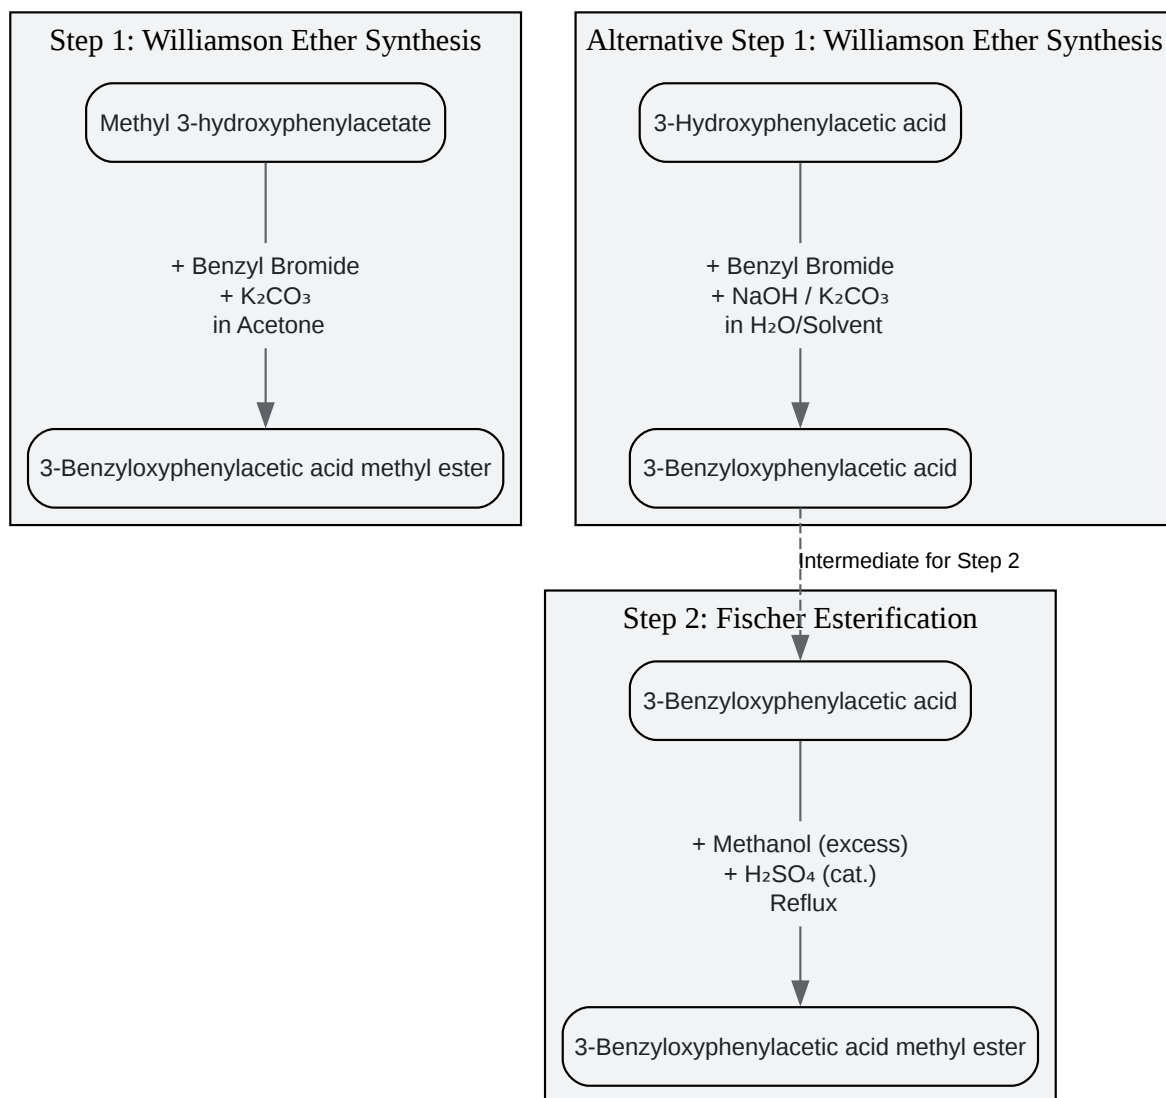 Step 1: Williamson Ether Synthesis
Methyl 3-hydroxyphenylacetate
+ Benzyl Bromide
+ K₂CO₃
in Acetone
3-Benzyloxyphenylacetic acid methyl ester
Alternative Step 1: Williamson Ether Synthesis
3-Hydroxyphenylacetic acid
+ Benzyl Bromide
+ NaOH / K₂CO₃
in H₂O/Solvent
3-Benzyloxyphenylacetic acid
Intermediate for Step 2
Step 2: Fischer Esterification
3-Benzyloxyphenylacetic acid
+ Methanol (excess)
+ H₂SO₄ (cat.)
Reflux
3-Benzyloxyphenylacetic acid methyl ester